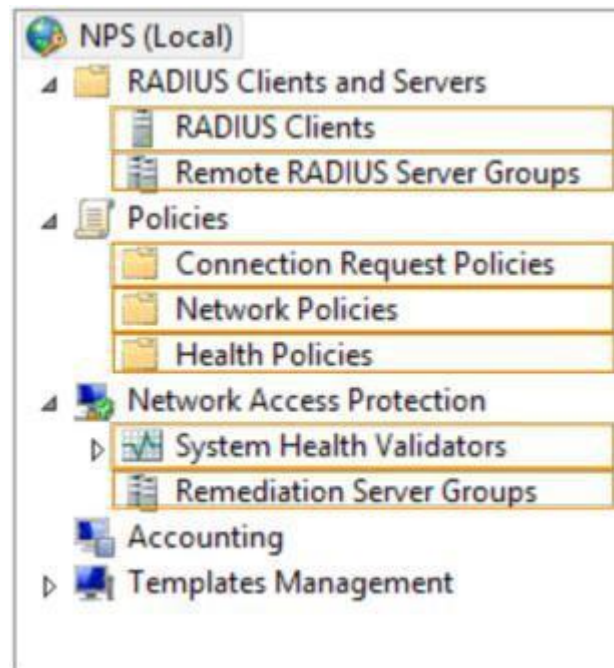 NPS (Local)
RADIUS Clients and Servers
RADIUS Clients
Remote RADIUS Server Groups
Policies
Connection Request Policies
Network Policies
Health Policies
Network Access Protection
System Health Validators
Remediation Server Groups
Accounting
Templates Management